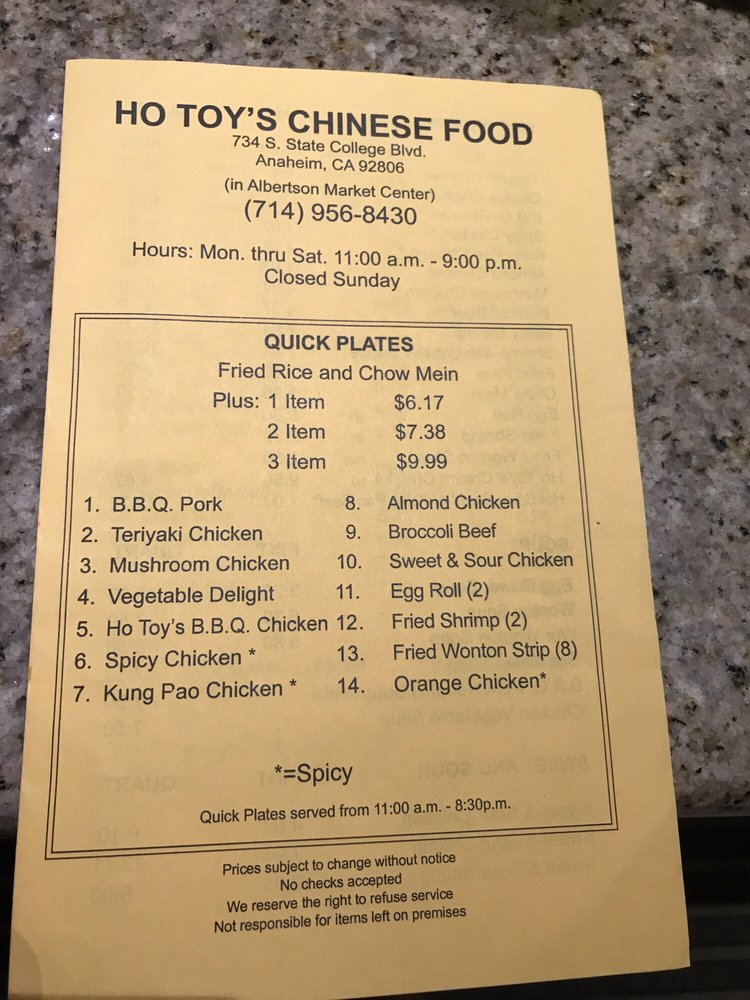 HO TOY'S CHINESE FOOD
734 S. State College Blvd.
Anaheim, CA 92806
(in Albertson Market Center)
(714) 956-8430
Hours: Mon. thru Sat. 11:00 a.m. - 9:00 p.m.
Closed Sunday
QUICK PLATES
Fried Rice and Chow Mein
Plus: 1 Item $6.17
2 Item $7.38
3 Item $9.99
1. B.B.Q. Pork
2. Teriyaki Chicken
3. Mushroom Chicken
4. Vegetable Delight
5. Ho Toy's B.B.Q. Chicken
6. Spicy Chicken *
7. Kung Pao Chicken *
8. Almond Chicken
9. Broccoli Beef
10. Sweet & Sour Chicken
11. Egg Roll (2)
12. Fried Shrimp (2)
13. Fried Wonton Strip (8)
14. Orange Chicken*
*=Spicy
Quick Plates served from 11:00 a.m. - 8:30p.m.
Prices subject to change without notice
No checks accepted
We reserve the right to refuse service
Not responsible for items left on premises